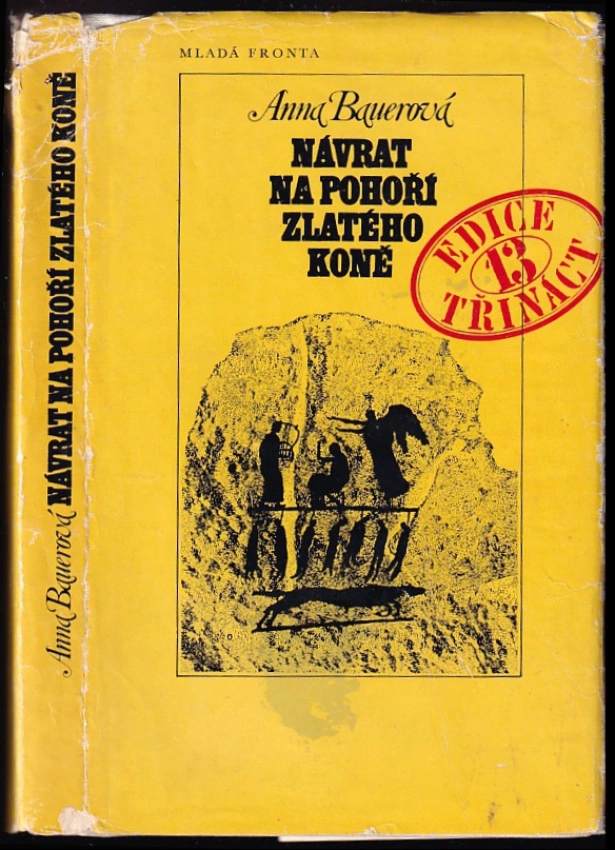 MLADÁ FRONTA
Anna Bauerová
NÁVRAT
NA POHOŘÍ
ZLATÉHO
KONĚ
EDICE
13
TŘINÁCT
Anna Bauerová NÁVRAT NA POHOŘÍ ZLATÉHO KONĚ